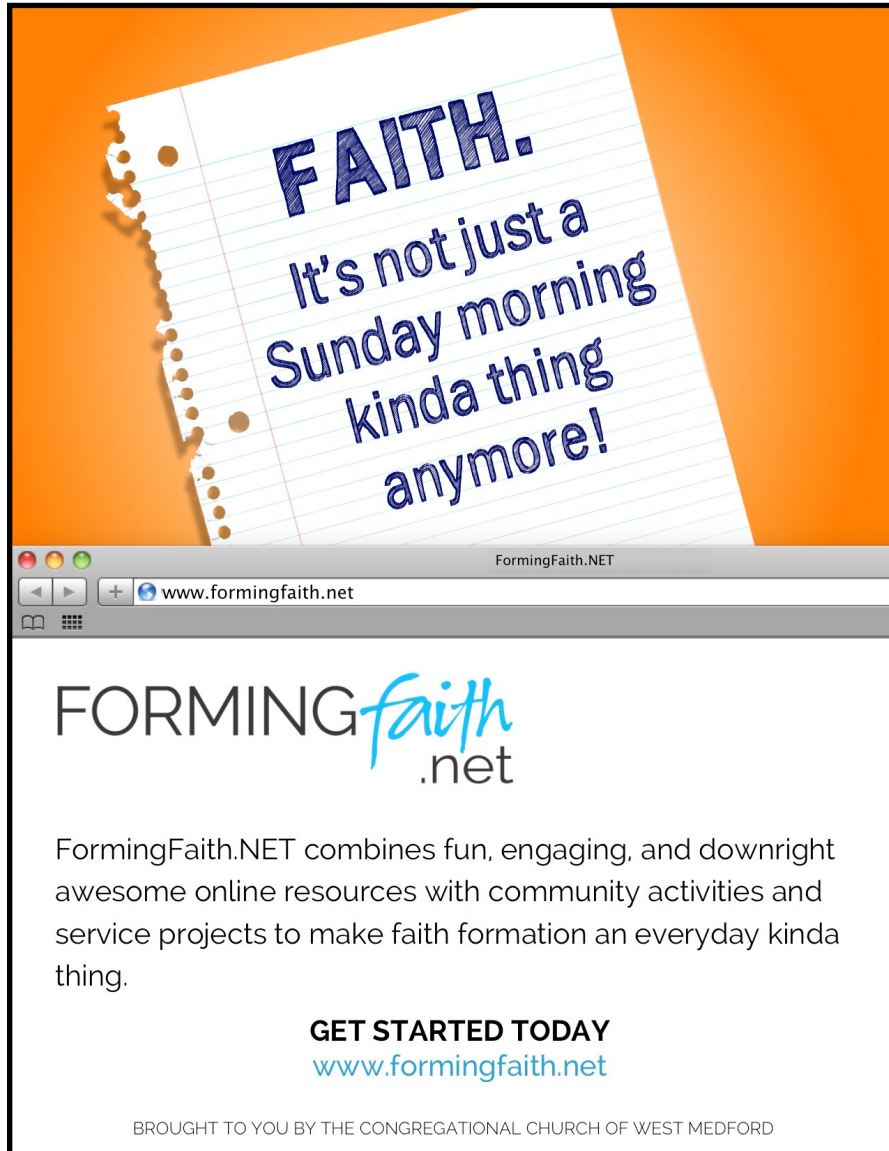 FAITH.
It's not just a
Sunday morning
kinda thing
anymore!
FormingFaith.NET
www.formingfaith.net
FORMINGfaith
.net
FormingFaith.NET combines fun, engaging, and downright
awesome online resources with community activities and
service projects to make faith formation an everyday kinda
thing.
GET STARTED TODAY
www.formingfaith.net
BROUGHT TO YOU BY THE CONGREGATIONAL CHURCH OF WEST MEDFORD